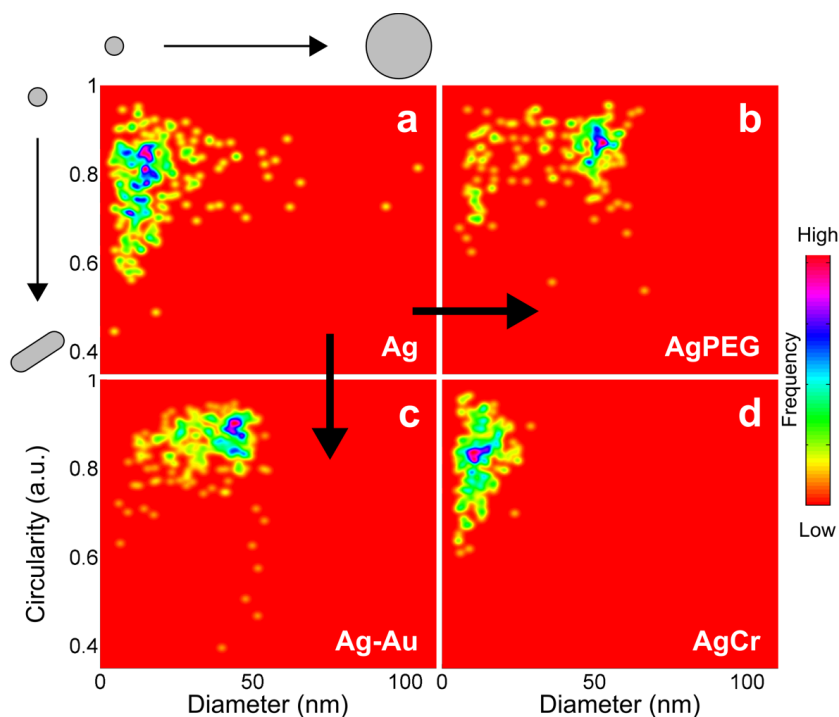 1
a
b
0.8
0.6
0.4
Ag
AgPEG
High
Frequency
Low
1
c
d
0.8
0.6
0.4
Ag-Au
AgCr
Circularity (a.u.)
0
50
100
0
50
100
Diameter (nm)
Diameter (nm)